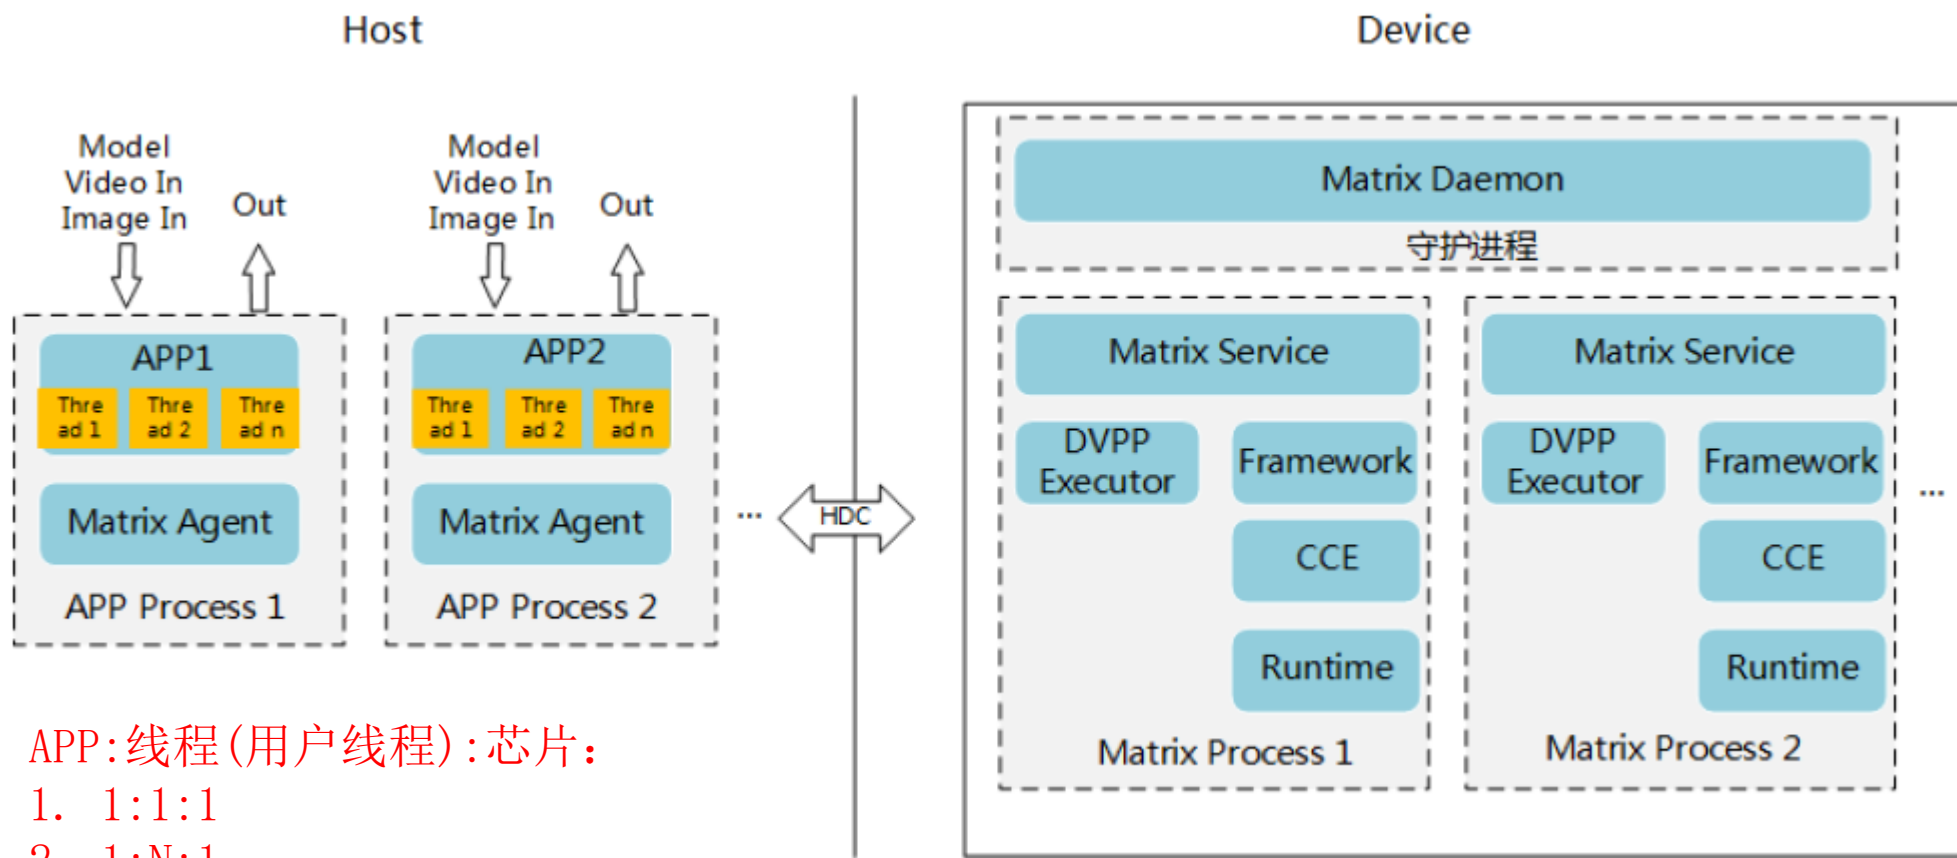 Host
Device
Model
Video In
Image In
Out
Model
Video In
Image In
Out
APP1
Thre
ad 1
Thre
ad 2
Thre
ad n
Matrix Agent
APP Process 1
APP2
Thre
ad 1
Thre
ad 2
Thre
ad n
Matrix Agent
APP Process 2
...
HDC
Matrix Daemon
守护进程
Matrix Service
DVPP
Executor
Framework
CCE
Runtime
Matrix Process 1
Matrix Service
DVPP
Executor
Framework
CCE
Runtime
Matrix Process 2
...
APP:线程(用户线程):芯片:
1. 1:1:1
2. 1:N:1